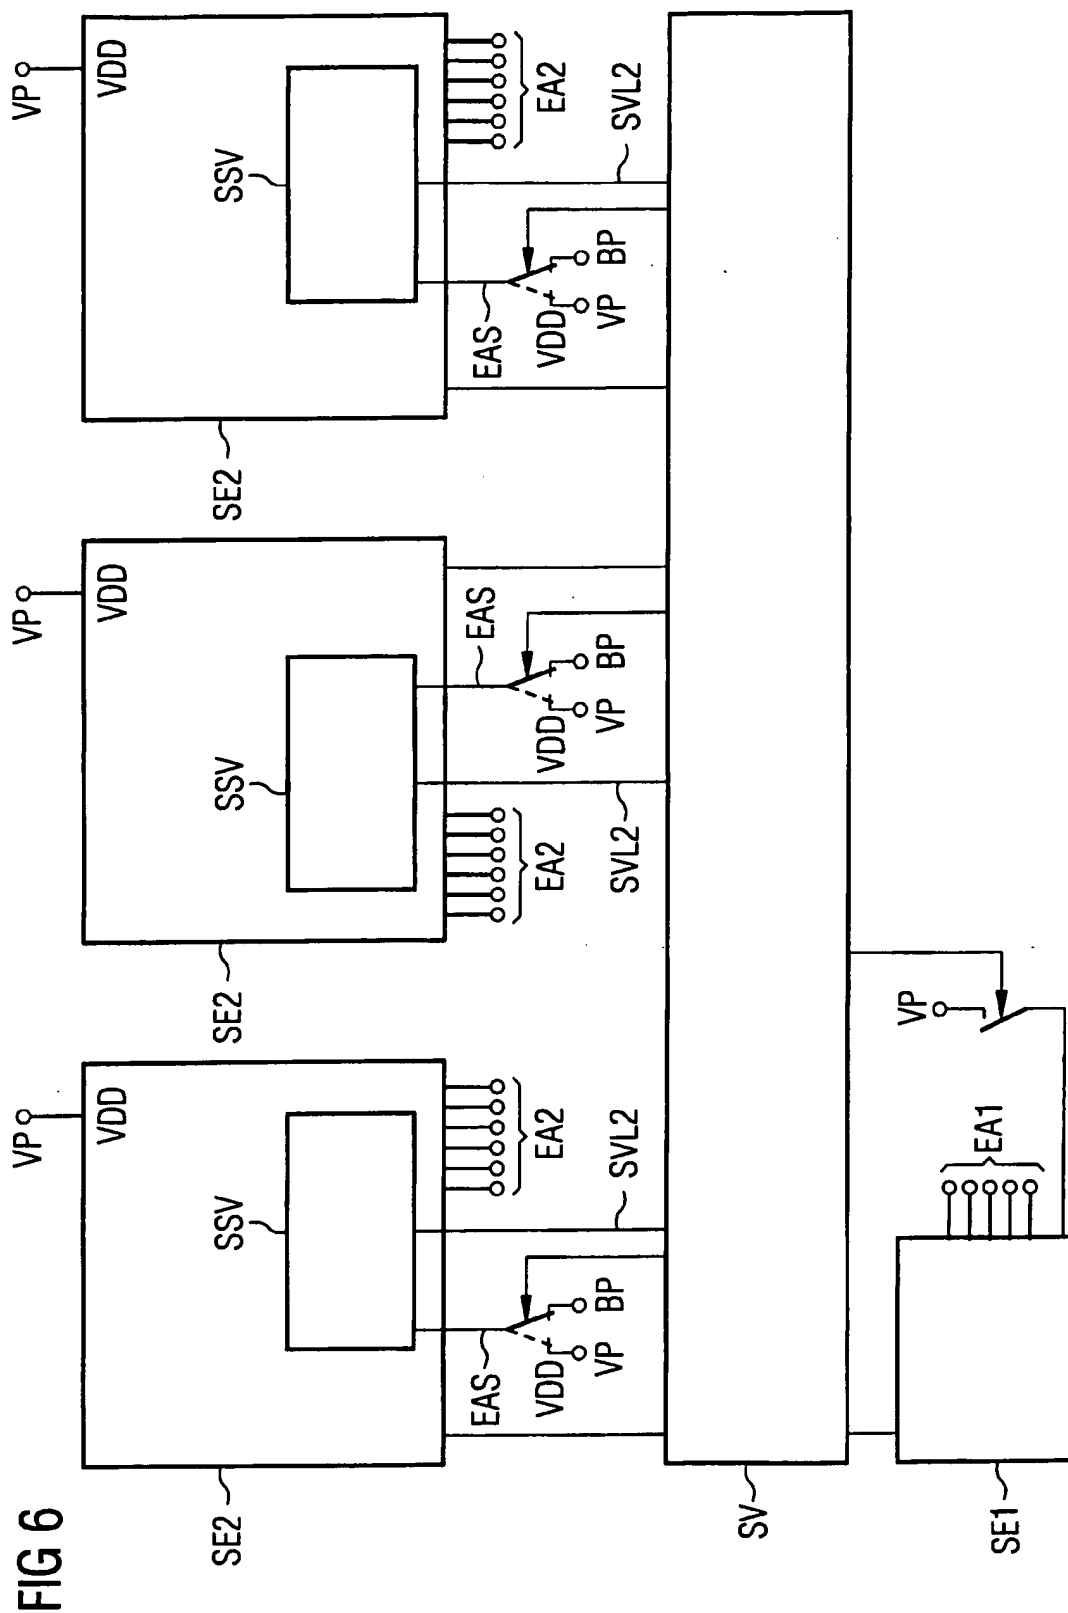 FIG 6
VP
VDD
SSV
SE2
EA2
EAS
VDD
VP
BP
SVL2
VP
VDD
SSV
SE2
EA2
EAS
VDD
VP
BP
SVL2
VP
VDD
SSV
SE2
EA2
EAS
VDD
VP
BP
SVL2
SV
SE1
EA1
VP